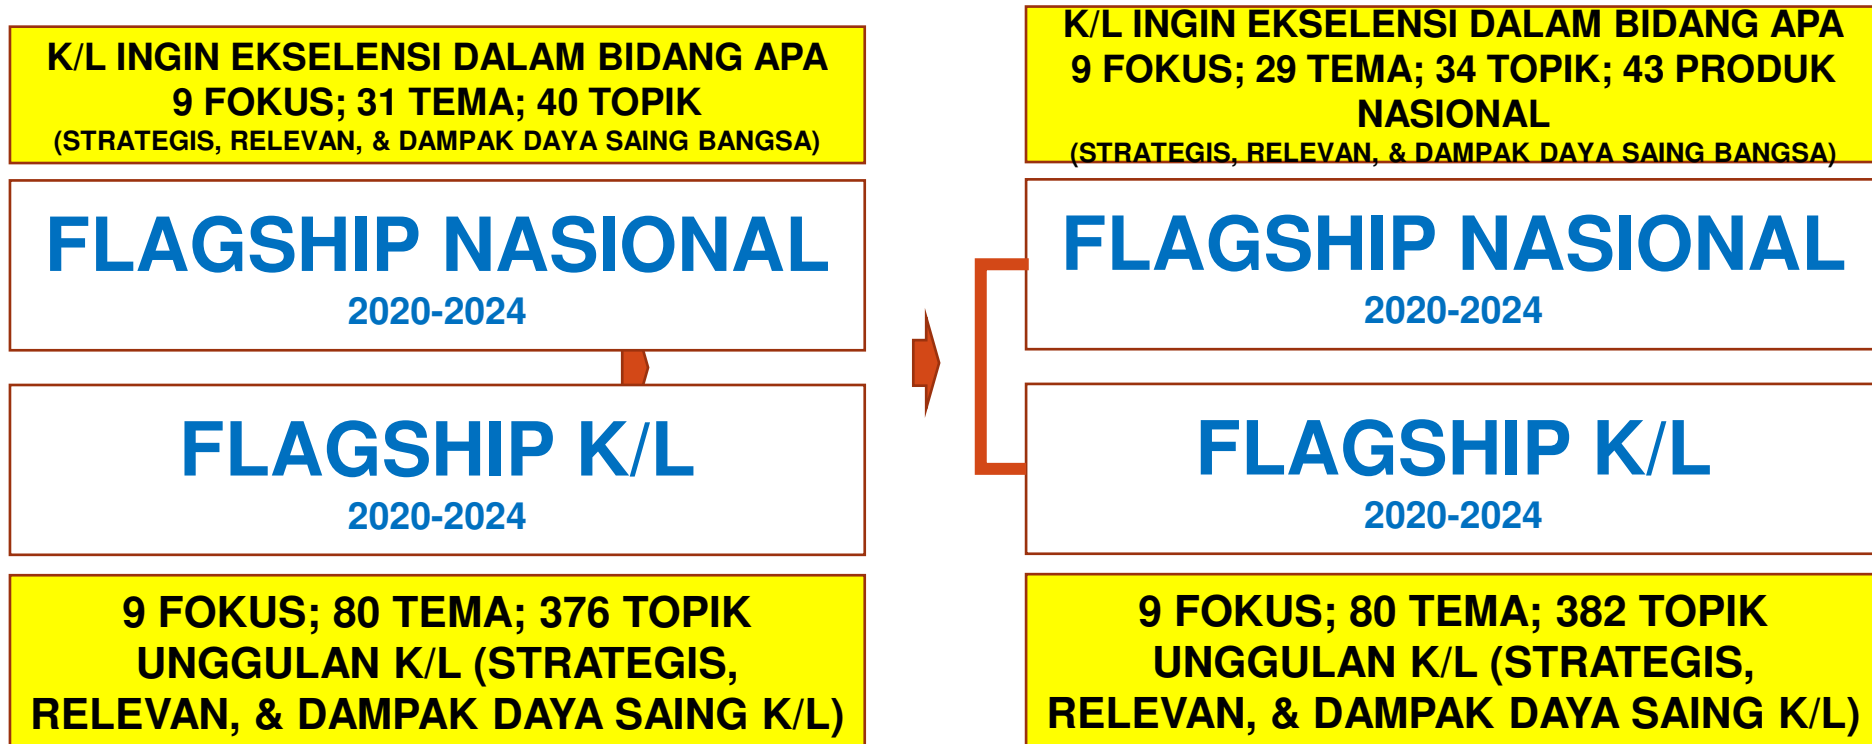 K/L INGIN EKSELENSI DALAM BIDANG APA
9 FOKUS; 31 TEMA; 40 TOPIK
(STRATEGIS, RELEVAN, & DAMPAK DAYA SAING BANGSA)
FLAGSHIP NASIONAL
2020-2024
FLAGSHIP K/L
2020-2024
9 FOKUS; 80 TEMA; 376 TOPIK
UNGGULAN K/L (STRATEGIS,
RELEVAN, & DAMPAK DAYA SAING K/L)
K/L INGIN EKSELENSI DALAM BIDANG APA
9 FOKUS; 29 TEMA; 34 TOPIK; 43 PRODUK
NASIONAL
(STRATEGIS, RELEVAN, & DAMPAK DAYA SAING BANGSA)
FLAGSHIP NASIONAL
2020-2024
FLAGSHIP K/L
2020-2024
9 FOKUS; 80 TEMA; 382 TOPIK
UNGGULAN K/L (STRATEGIS,
RELEVAN, & DAMPAK DAYA SAING K/L)